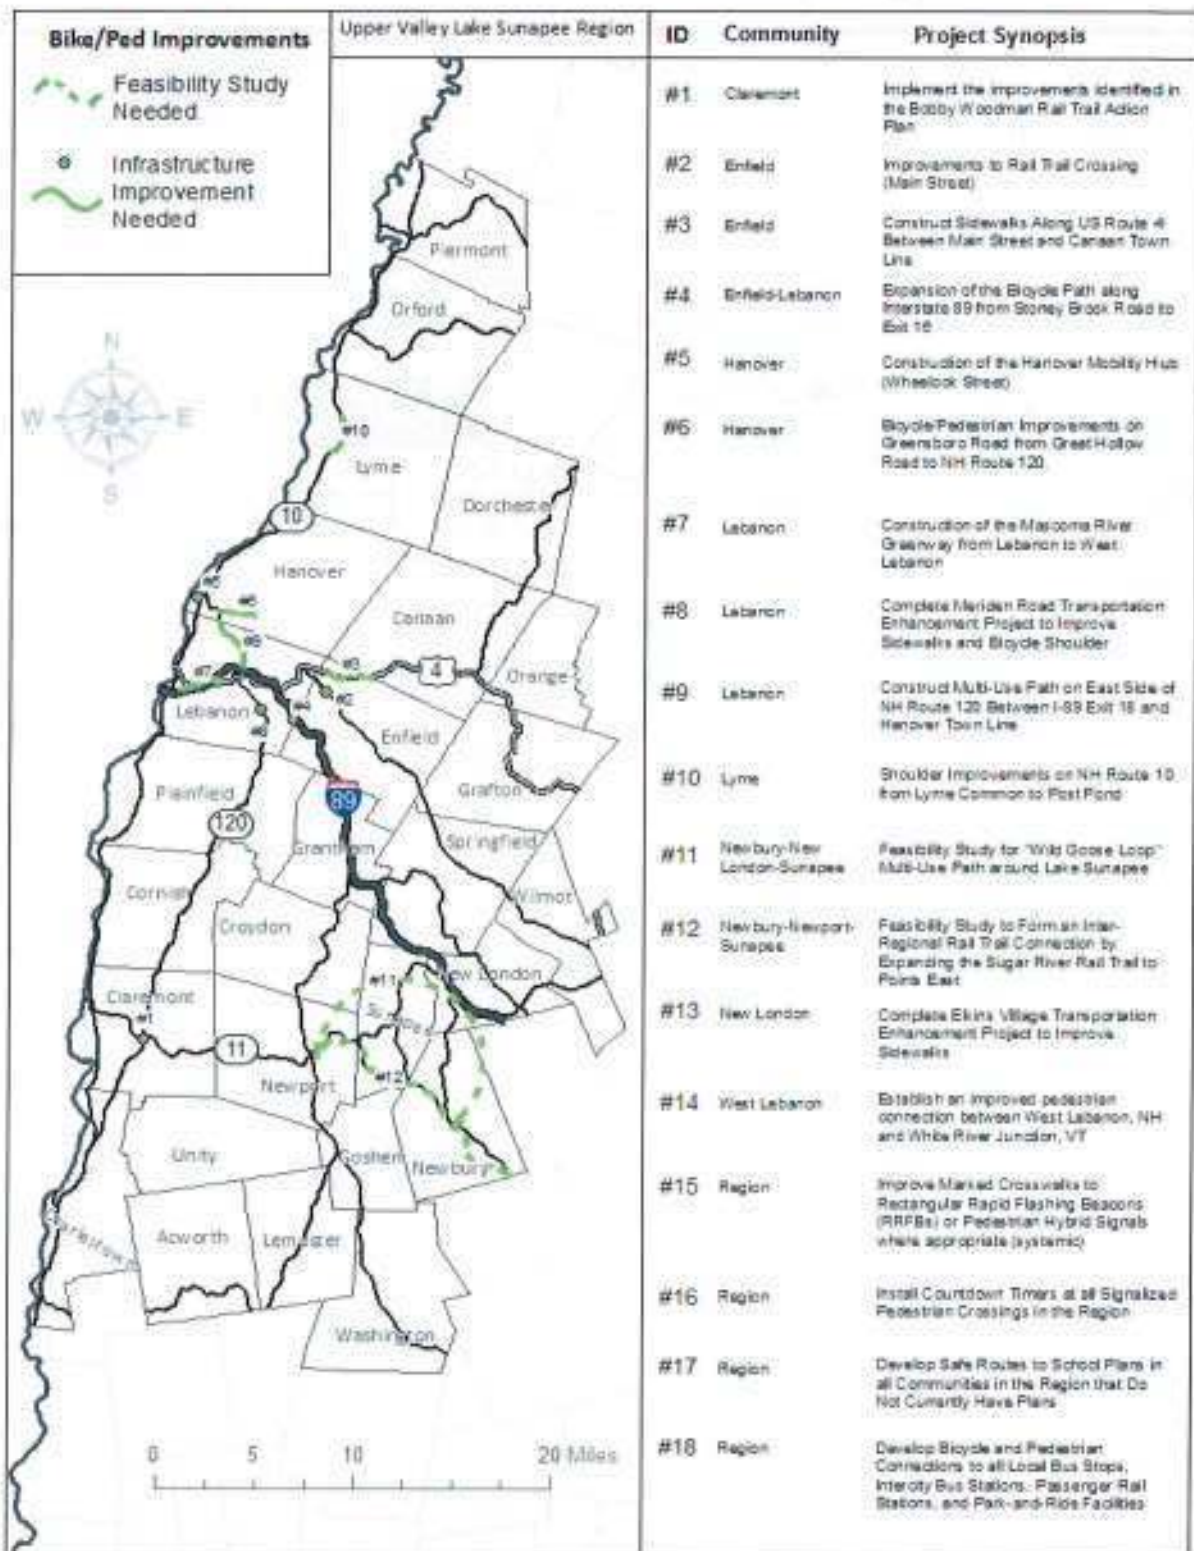 Bike/Ped Improvements
Feasibility Study
Needed
Infrastructure
Improvement
Needed
Upper Valley Lake Sunapee Region
N
W
E
S
Piermont
Orford
#10
Lyme
Dorchester
10
Hanover
#5
Canaan
#7
#3
4
Orange
Lebanon
#4
#2
Enfield
Plainfield
89
Grafton
120
Grantham
Springfield
Cornish
Wilmot
Croydon
New London
#11
Claremont
#1
Sunapee
11
#12
Newport
Unity
Goshen
Newbury
Charlestown
Acworth
Lempster
Washington
0 5 10 20 Miles
ID Community Project Synopsis
#1 Claremont Implement the improvements identified in
the Bobby Woodman Rail Trail Action
Plan
#2 Enfield Improvements to Rail Trail Crossing
(Main Street)
#3 Enfield Construct Sidewalks Along US Route 4
Between Main Street and Canaan Town
Line
#4 Enfield-Lebanon Expansion of the Bicycle Path along
Interstate 89 from Stoney Brook Road to
Exit 16
#5 Hanover Construction of the Hanover Mobility Hub
(Wheelock Street)
#6 Hanover Bicycle/Pedestrian Improvements on
Greensboro Road from Great Hollow
Road to NH Route 120
#7 Lebanon Construction of the Mascoma River
Greenway from Lebanon to West
Lebanon
#8 Lebanon Complete Meriden Road Transportation
Enhancement Project to Improve
Sidewalks and Bicycle Shoulder
#9 Lebanon Construct Multi-Use Path on East Side of
NH Route 120 Between I-89 Exit 18 and
Hanover Town Line
#10 Lyme Shoulder Improvements on NH Route 10
from Lyme Common to Post Pond
#11 Newbury-New
London-Sunapee Feasibility Study for "Wild Goose Loop"
Multi-Use Path around Lake Sunapee
#12 Newbury-Newport-
Sunapee Feasibility Study to Form an Inter-
Regional Rail Trail Connection by
Expanding the Sugar River Rail Trail to
Points East
#13 New London Complete Elkins Village Transportation
Enhancement Project to Improve
Sidewalks
#14 West Lebanon Establish an improved pedestrian
connection between West Lebanon, NH
and White River Junction, VT
#15 Region Improve Marked Crosswalks to
Rectangular Rapid Flashing Beacons
(RRFBs) or Pedestrian Hybrid Signals
where appropriate (systemic)
#16 Region Install Countdown Timers at all Signalized
Pedestrian Crossings in the Region
#17 Region Develop Safe Routes to School Plans in
all Communities in the Region that Do
Not Currently Have Plans
#18 Region Develop Bicycle and Pedestrian
Connections to all Local Bus Stops,
Intercity Bus Stations, Passenger Rail
Stations, and Park-and-Ride Facilities